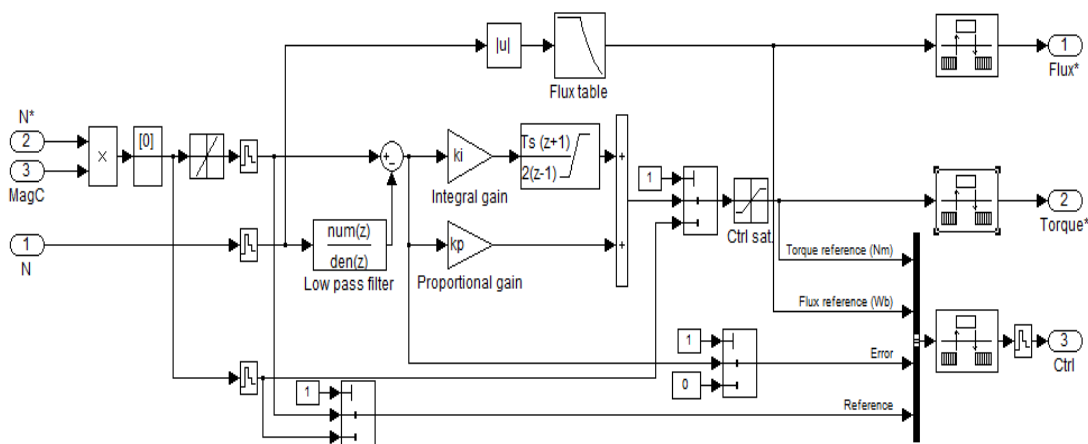 |u|
Flux table
1
Flux*
N*
2
3
MagC
×
[0]
+
-
ki
Integral gain
Ts (z+1)
2(z-1)
+
+
1
Ctrl sat.
2
Torque*
1
N
num(z)
den(z)
Low pass filter
kp
Proportional gain
Torque reference (Nm)
Flux reference (Wb)
1
0
Error
3
Ctrl
1
Reference